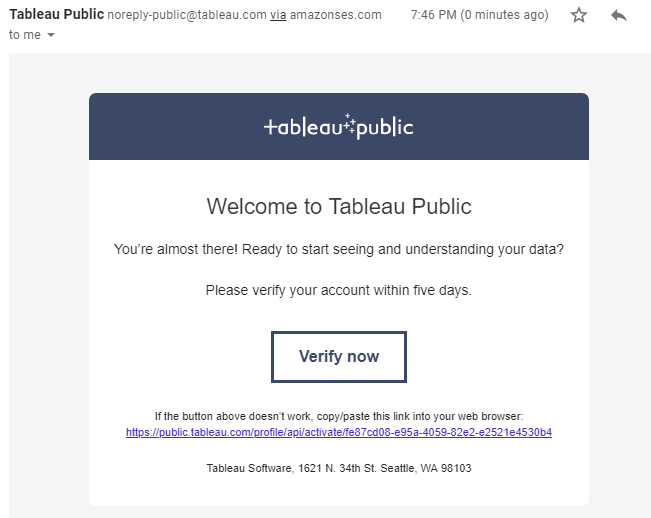 Tableau Public noreply-public@tableau.com via amazonses.com 7:46 PM (0 minutes ago)
to me
+ableau public
Welcome to Tableau Public
You're almost there! Ready to start seeing and understanding your data?
Please verify your account within five days.
Verify now
If the button above doesn't work, copy/paste this link into your web browser:
https://public.tableau.com/profile/api/activate/fe87cd08-e95a-4059-82e2-e2521e4530b4
Tableau Software, 1621 N. 34th St. Seattle, WA 98103